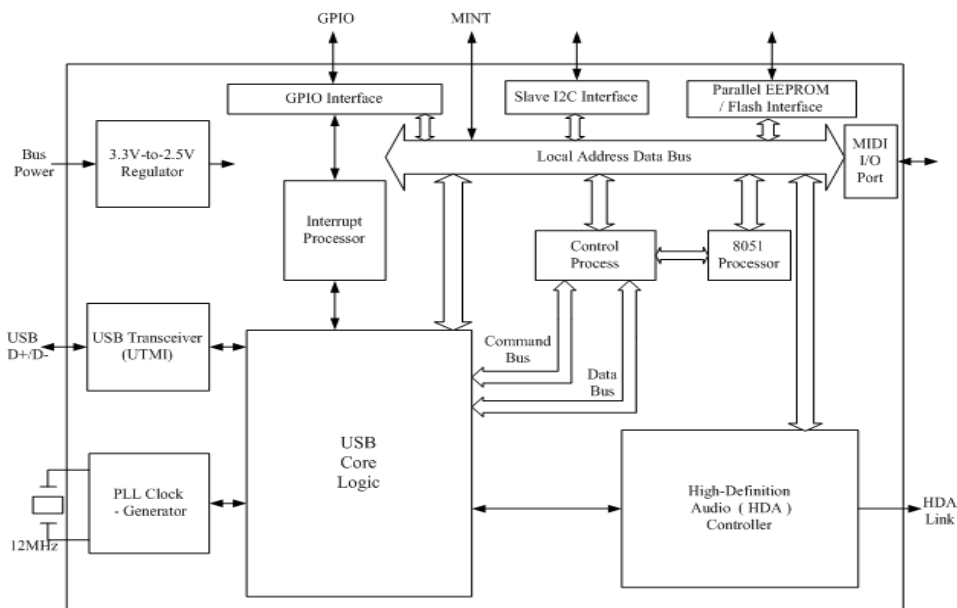 GPIO
MINT
GPIO Interface
Slave I2C Interface
Parallel EEPROM
/ Flash Interface
Bus
Power
3.3V-to-2.5V
Regulator
Local Address Data Bus
MIDI
I/O
Port
Interrupt
Processor
Control
Process
8051
Processor
USB
D+/D-
USB Transceiver
(UTMI)
Command
Bus
Data
Bus
USB
Core
Logic
PLL Clock
- Generator
12MHz
High-Definition
Audio ( HDA )
Controller
HDA
Link